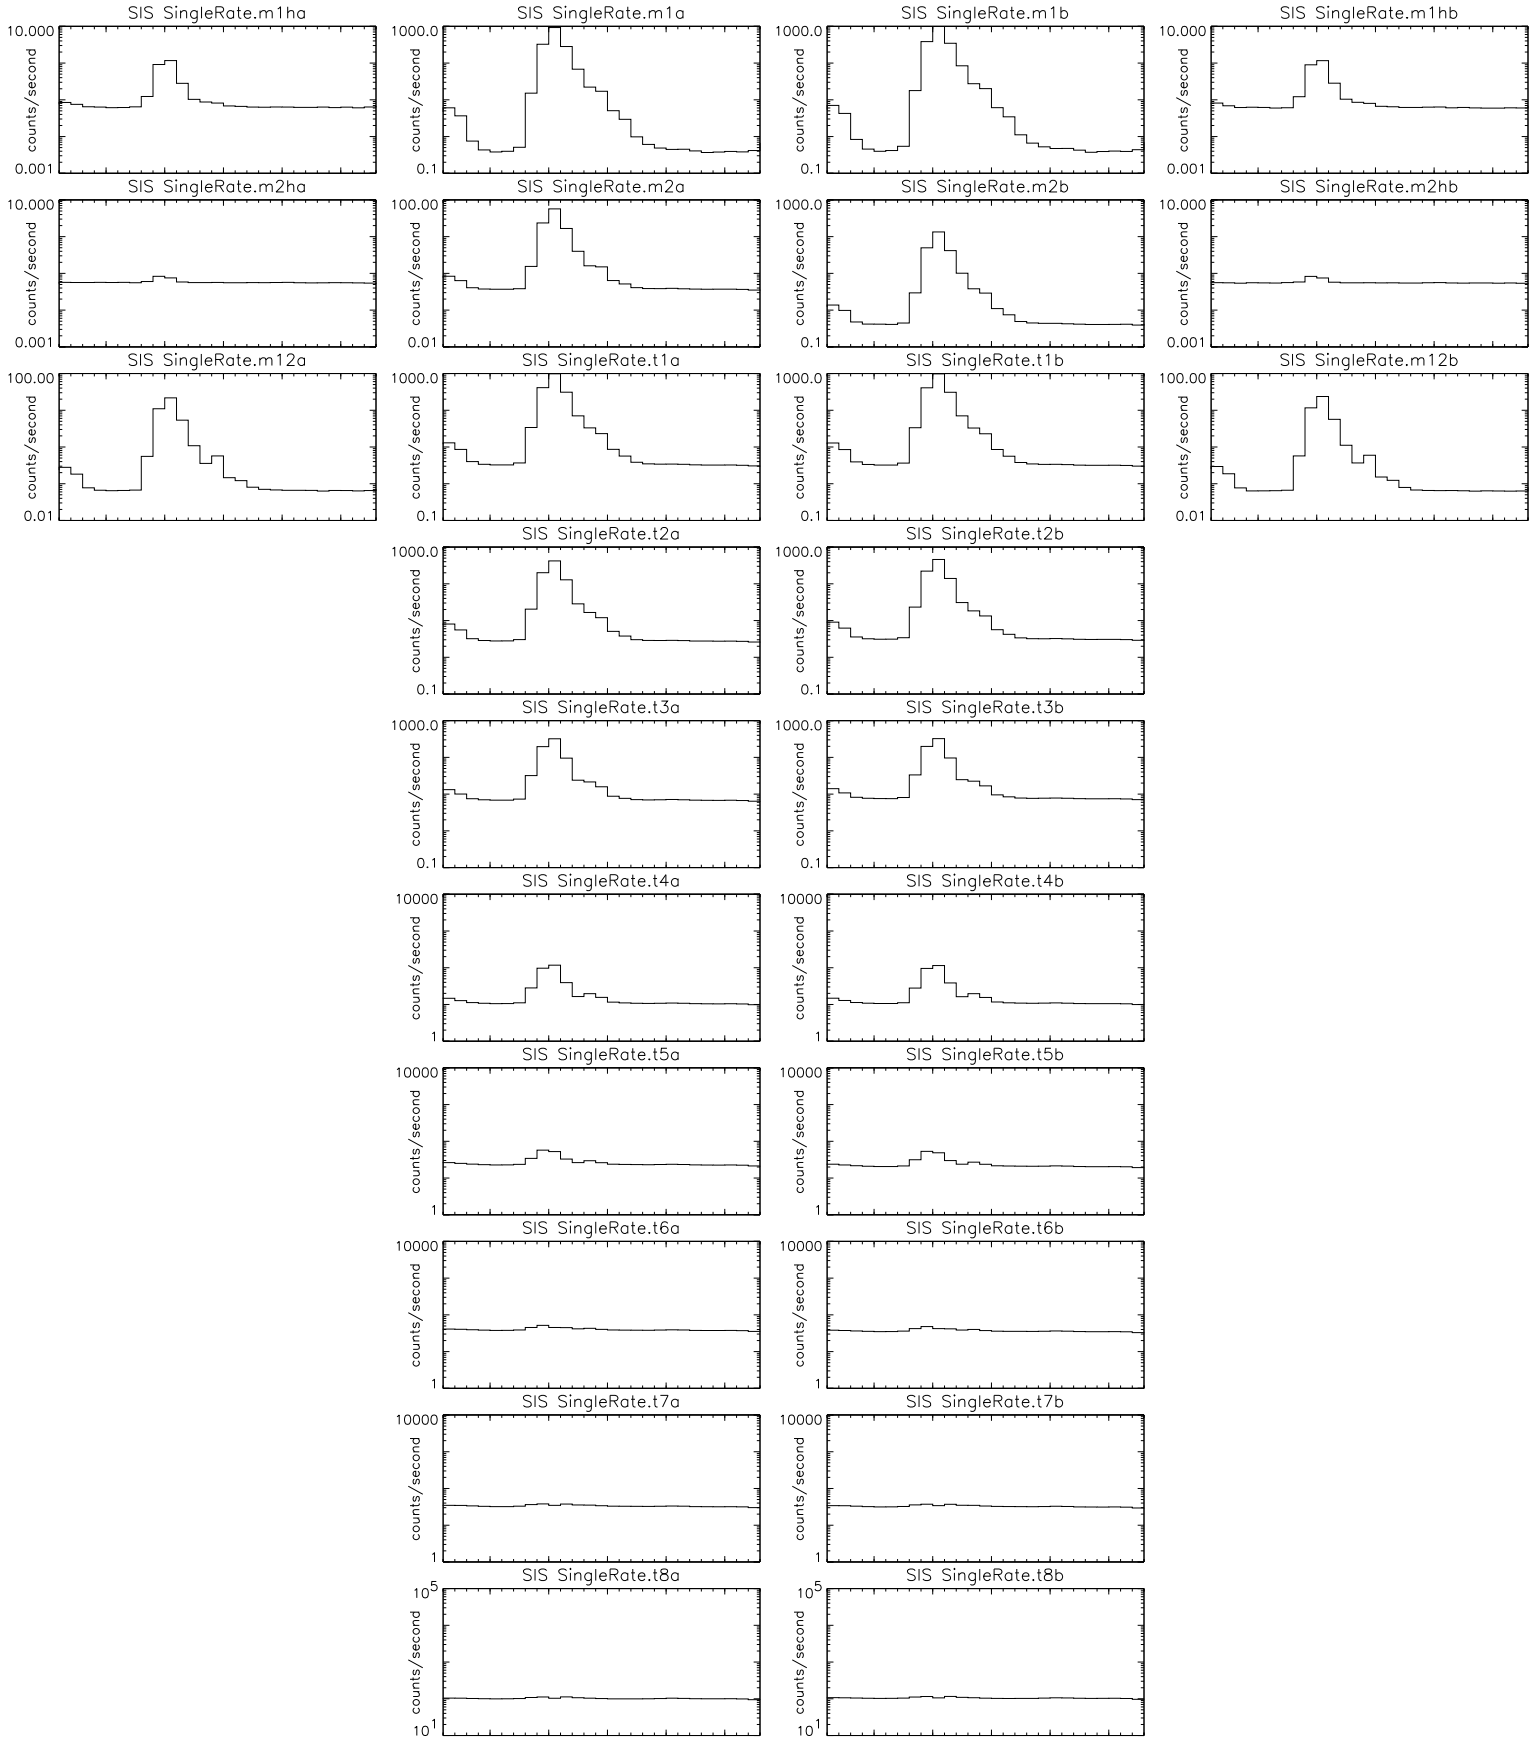 SIS SingleRate.m1ha
10.000
counts/second
0.001
SIS SingleRate.m1a
1000.0
counts/second
0.1
SIS SingleRate.m1b
1000.0
counts/second
0.1
SIS SingleRate.m1hb
10.000
counts/second
0.001
SIS SingleRate.m2ha
10.000
counts/second
0.001
SIS SingleRate.m2a
100.00
counts/second
0.01
SIS SingleRate.m2b
1000.0
counts/second
0.1
SIS SingleRate.m2hb
10.000
counts/second
0.001
SIS SingleRate.m12a
100.00
counts/second
0.01
SIS SingleRate.t1a
1000.0
counts/second
0.1
SIS SingleRate.t1b
1000.0
counts/second
0.1
SIS SingleRate.m12b
100.00
counts/second
0.01
SIS SingleRate.t2a
1000.0
counts/second
0.1
SIS SingleRate.t2b
1000.0
counts/second
0.1
SIS SingleRate.t3a
1000.0
counts/second
0.1
SIS SingleRate.t3b
1000.0
counts/second
0.1
SIS SingleRate.t4a
10000
counts/second
1
SIS SingleRate.t4b
10000
counts/second
1
SIS SingleRate.t5a
10000
counts/second
1
SIS SingleRate.t5b
10000
counts/second
1
SIS SingleRate.t6a
10000
counts/second
1
SIS SingleRate.t6b
10000
counts/second
1
SIS SingleRate.t7a
10000
counts/second
1
SIS SingleRate.t7b
10000
counts/second
1
SIS SingleRate.t8a
10⁵
counts/second
10¹
SIS SingleRate.t8b
10⁵
counts/second
10¹